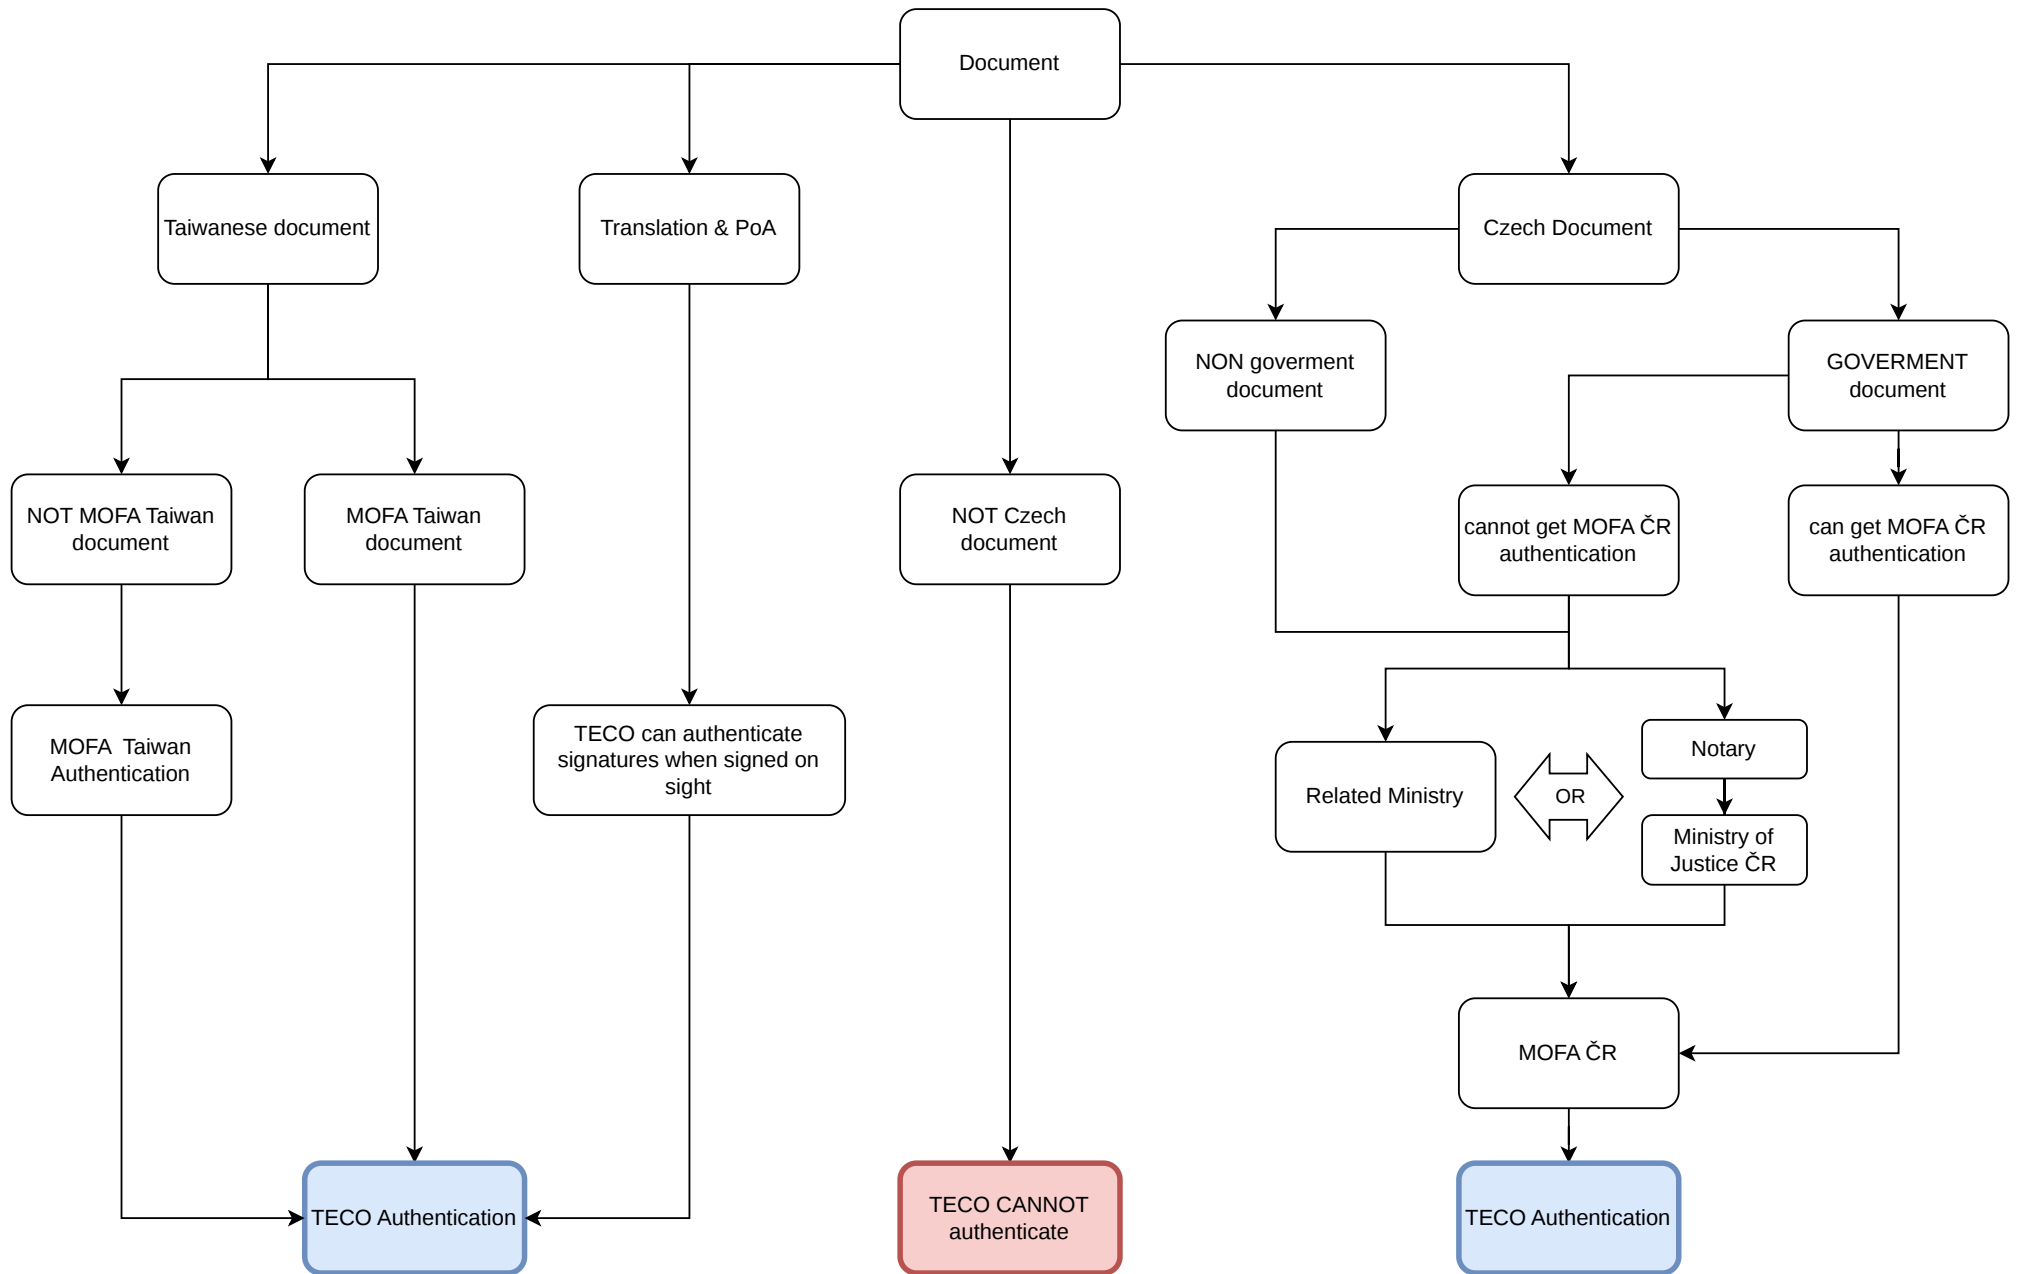 Document
Taiwanese document
Translation & PoA
Czech Document
NON goverment
document
GOVERMENT
document
NOT MOFA Taiwan
document
MOFA Taiwan
document
NOT Czech
document
cannot get MOFA ČR
authentication
can get MOFA ČR
authentication
MOFA  Taiwan
Authentication
TECO can authenticate
signatures when signed on
sight
Related Ministry
OR
Notary
Ministry of
Justice ČR
MOFA ČR
TECO Authentication
TECO CANNOT
authenticate
TECO Authentication